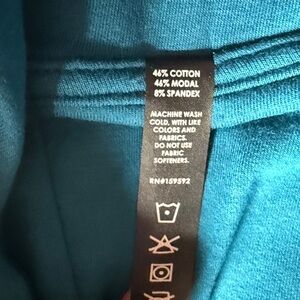 46% COTTON
46% MODAL
8% SPANDEX
MACHINE WASH
COLD, WITH LIKE
COLORS AND
FABRICS.
DO NOT USE
FABRIC
SOFTENERS.
RN#159592